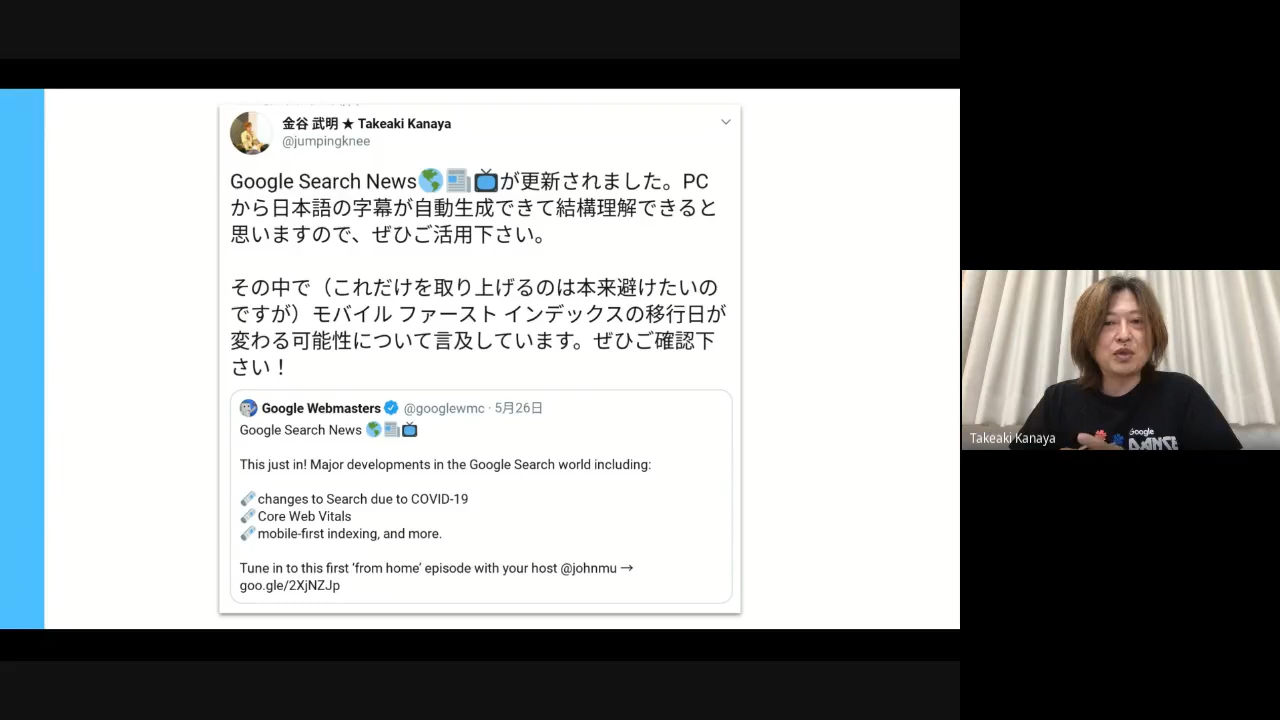 金谷 武明 ★ Takeaki Kanaya
@jumpingknee
Google Search News🌎📰📺が更新されました。PC
から日本語の字幕が自動生成できて結構理解できると
思いますので、ぜひご活用下さい。
その中で（これだけを取り上げるのは本来避けたいの
ですが）モバイル ファースト インデックスの移行日が
変わる可能性について言及しています。ぜひご確認下
さい！
Google Webmasters @googlewmc · 5月26日
Google Search News 🌎📰📺
This just in! Major developments in the Google Search world including:
🗞️changes to Search due to COVID-19
🗞️Core Web Vitals
🗞️mobile-first indexing, and more.
Tune in to this first ‘from home’ episode with your host @johnmu →
goo.gle/2XjNZJp
Takeaki Kanaya
Google
DANCE